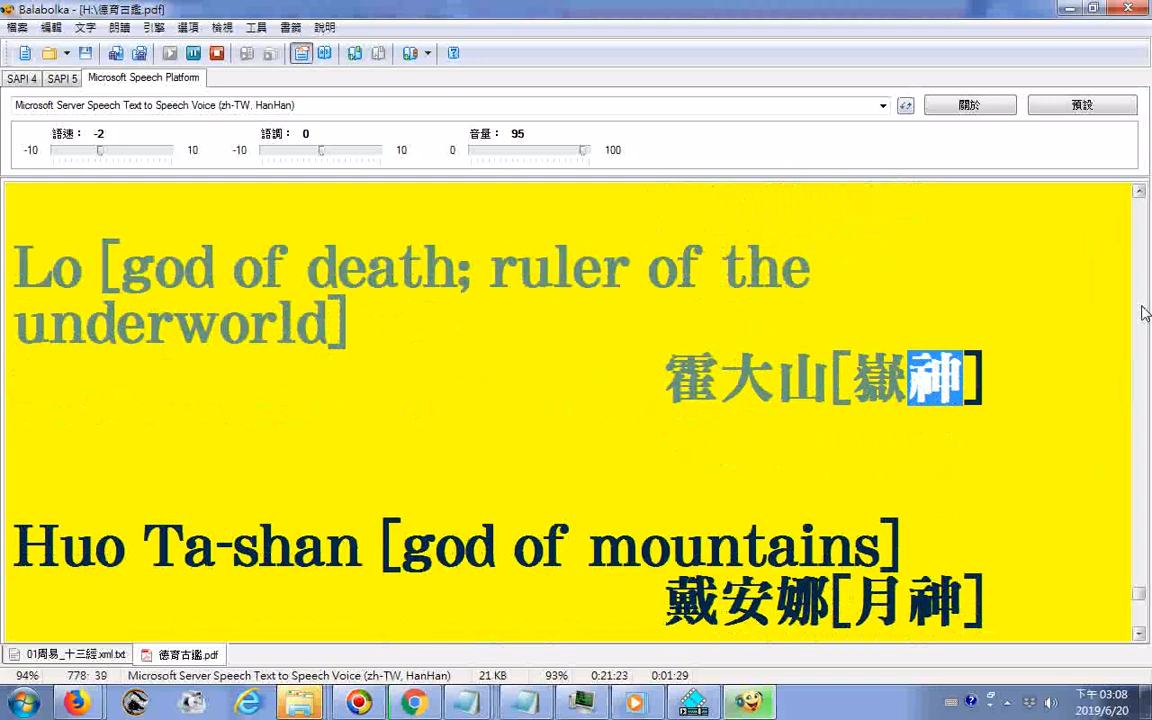 Balabolka - [H:\德育古鑑.pdf]
檔案 編輯 文字 朗讀 引擎 選項 檢視 工具 書籤 說明
SAPI 4 SAPI 5 Microsoft Speech Platform
Microsoft Server Speech Text to Speech Voice (zh-TW, HanHan) 關於 預設
語速： -2 語調： 0 音量： 95
-10 10 -10 10 0 100
Lo [god of death; ruler of the
underworld]
霍大山[嶽神]
Huo Ta-shan [god of mountains]
戴安娜[月神]
01周易_十三經.xml.txt 德育古鑑.pdf
94% 778: 39 Microsoft Server Speech Text to Speech Voice (zh-TW, HanHan) 21 KB 93% 0:21:23 0:01:29
下午 03:08
2019/6/20